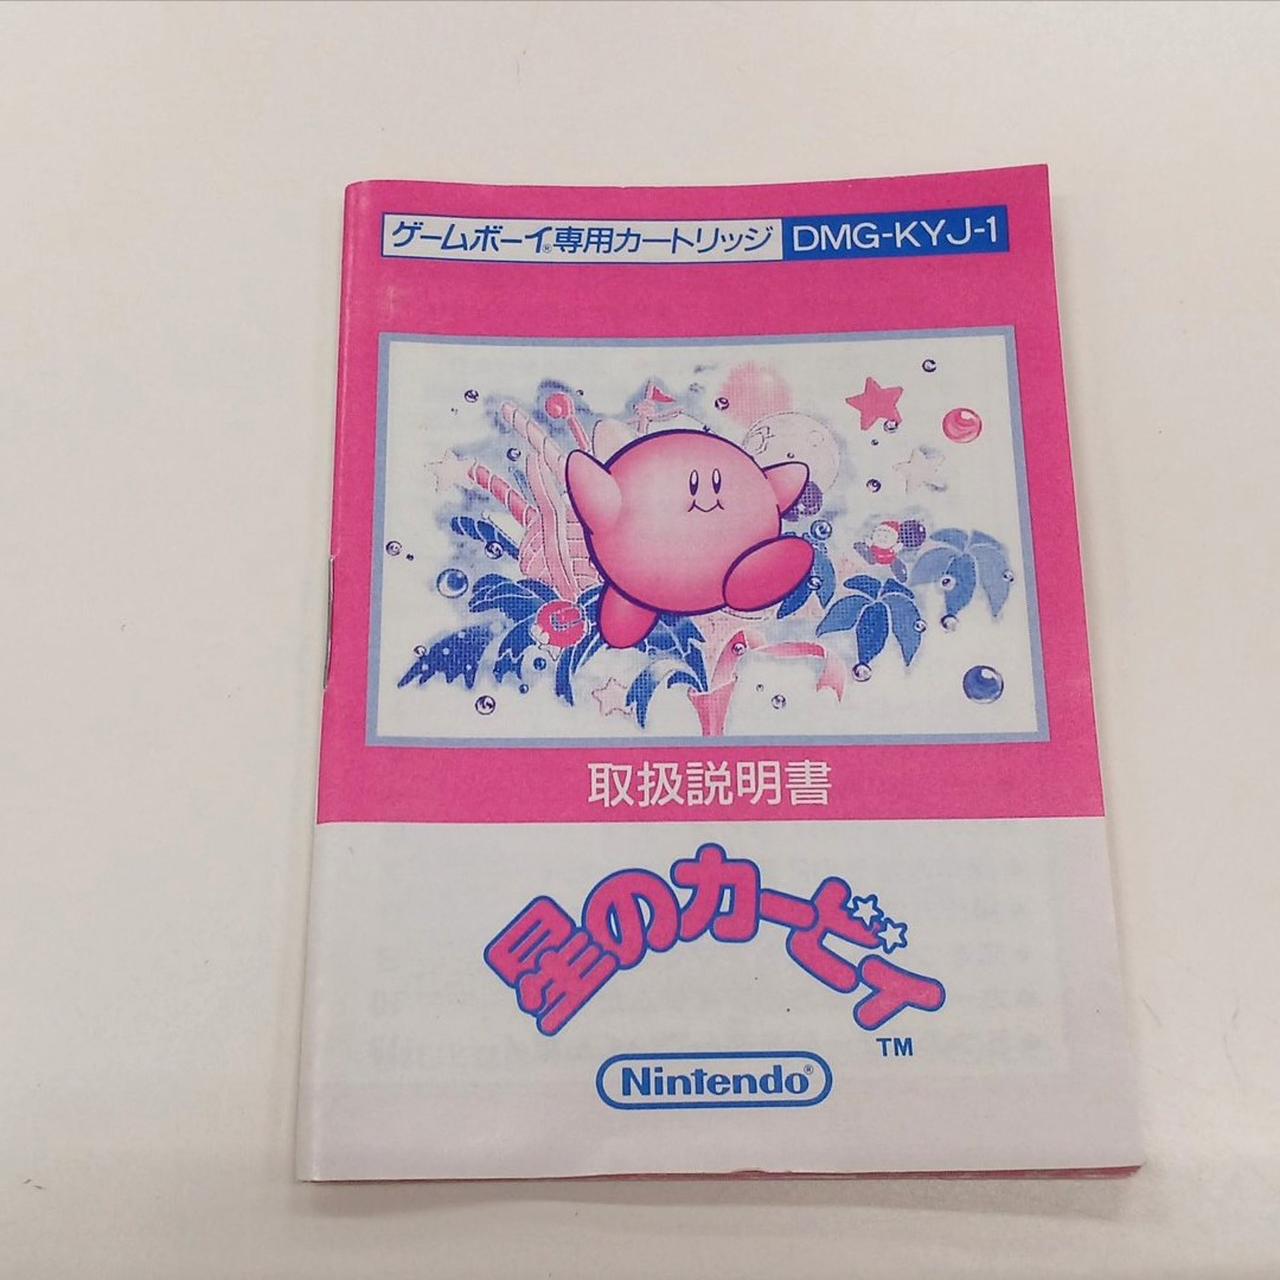 ゲームボーイ®専用カートリッジ DMG-KYJ-1
取扱説明書
星のカービィ
TM
Nintendo®